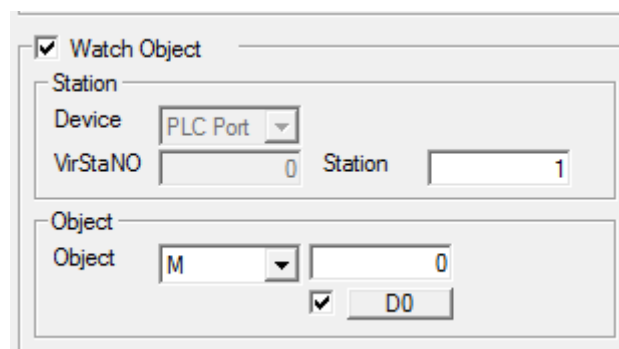 Watch Object
Station
Device PLC Port
VirStaNO 0 Station 1
Object
Object M 0
D0